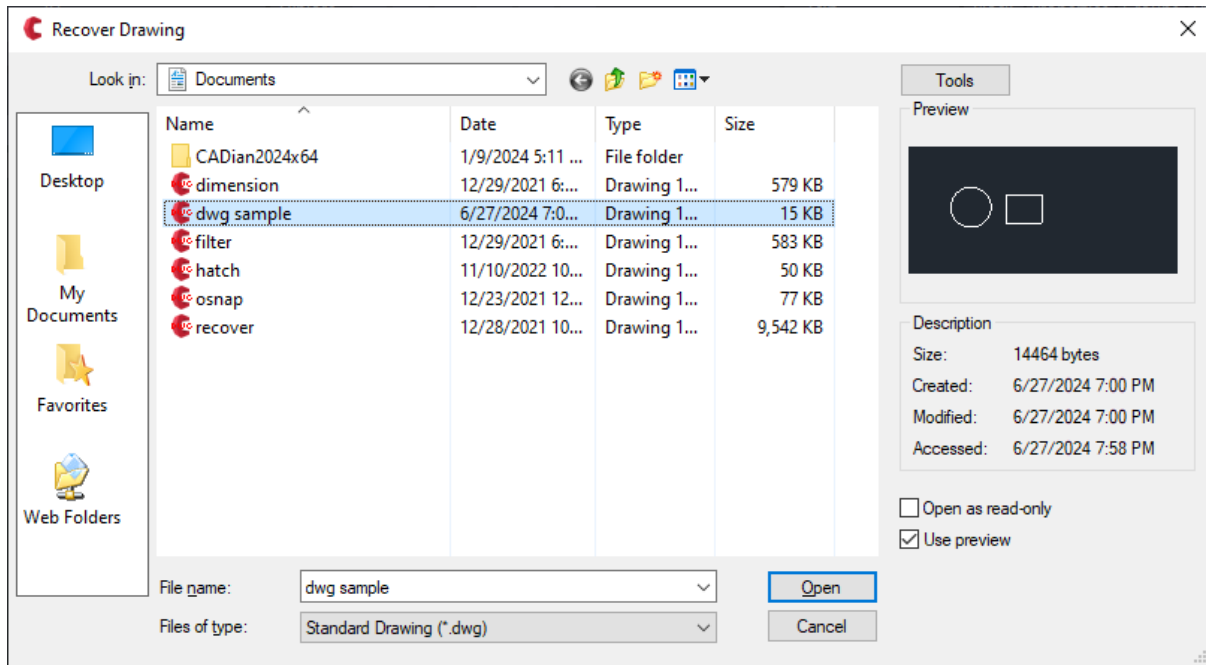 Recover Drawing
Look in: Documents
Tools
Preview
Name Date Type Size
CADian2024x64 1/9/2024 5:11 ... File folder
dimension 12/29/2021 6:... Drawing 1... 579 KB
dwg sample 6/27/2024 7:0... Drawing 1... 15 KB
filter 12/29/2021 6:... Drawing 1... 583 KB
hatch 11/10/2022 10... Drawing 1... 50 KB
osnap 12/23/2021 12... Drawing 1... 77 KB
recover 12/28/2021 10... Drawing 1... 9,542 KB
Desktop
My
Documents
Favorites
Web Folders
Description
Size: 14464 bytes
Created: 6/27/2024 7:00 PM
Modified: 6/27/2024 7:00 PM
Accessed: 6/27/2024 7:58 PM
Open as read-only
Use preview
File name: dwg sample
Open
Files of type: Standard Drawing (*.dwg)
Cancel